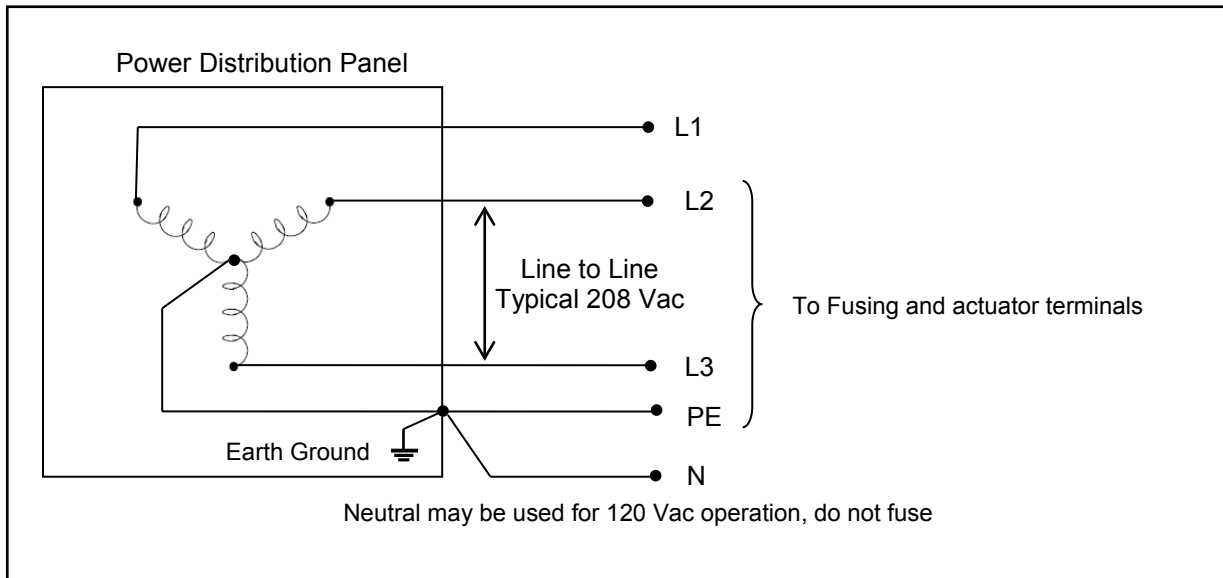 Power Distribution Panel
L1
L2
Line to Line
Typical 208 Vac
To Fusing and actuator terminals
L3
PE
Earth Ground
N
Neutral may be used for 120 Vac operation, do not fuse